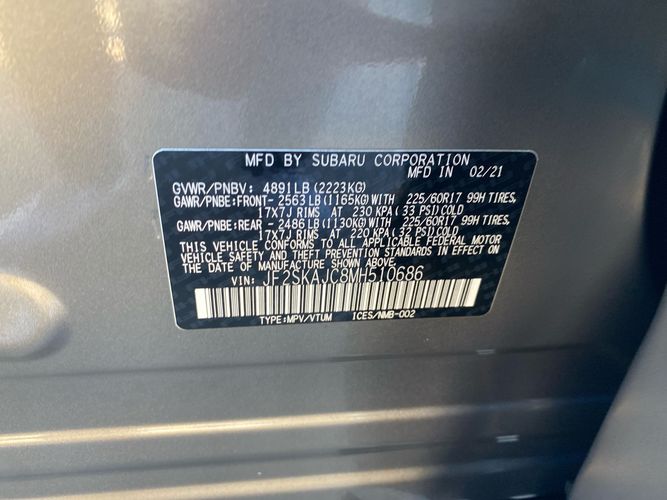 MFD BY SUBARU CORPORATION
MFD IN 02/21
GVWR/PNBV: 4891LB(2223KG)
GAWR/PNBE:FRONT-2563LB(1165KG)WITH 225/60R17 99H TIRES,
17X7J RIMS AT 230 KPA(33 PSI)COLD
GAWR/PNBE:REAR -2486LB(1130KG)WITH 225/60R17 99H TIRES,
17X7J RIMS AT 220 KPA(32 PSI)COLD
THIS VEHICLE CONFORMS TO ALL APPLICABLE FEDERAL MOTOR
VEHICLE SAFETY AND THEFT PREVENTION STANDARDS IN EFFECT ON
THE DATE OF MANUFACTURE SHOWN ABOVE.
VIN: JF2SKAJC8MH510686
TYPE:MPV/VTUM ICES/NMB-002